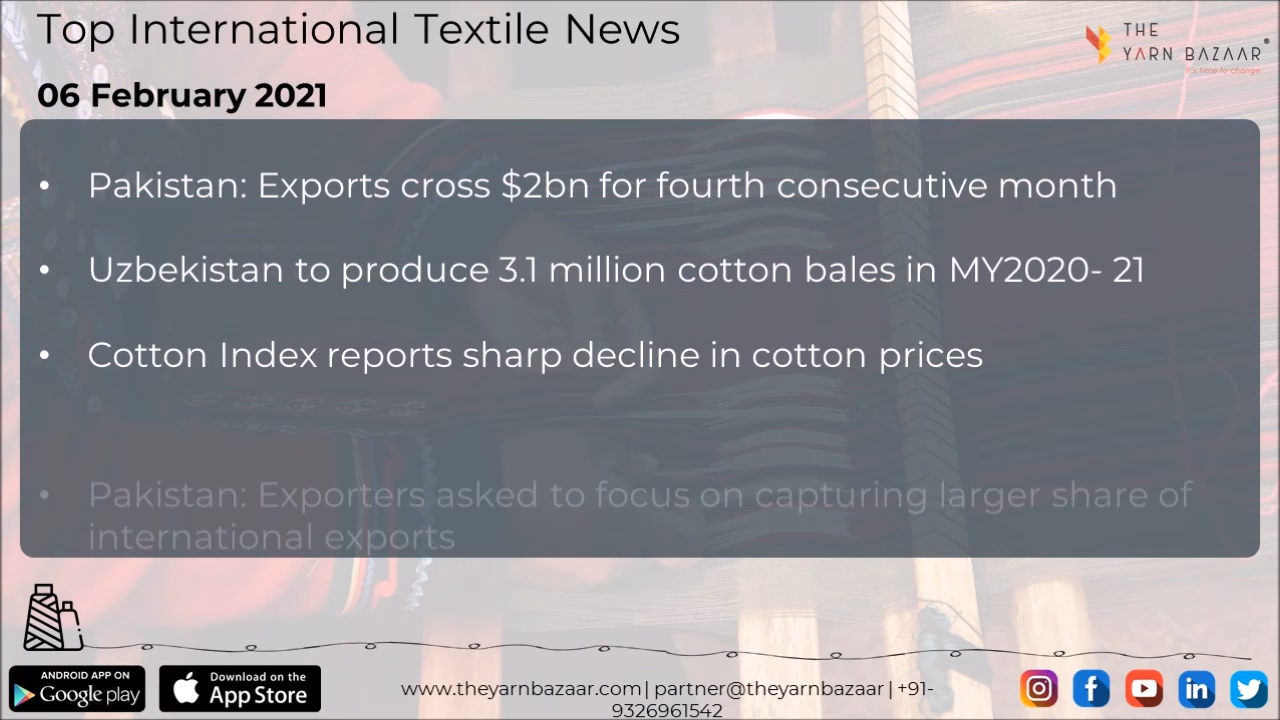 Top International Textile News
THE
YARN BAZAAR®
it's time to change
06 February 2021
• Pakistan: Exports cross $2bn for fourth consecutive month
• Uzbekistan to produce 3.1 million cotton bales in MY2020- 21
• Cotton Index reports sharp decline in cotton prices
• Pakistan: Exporters asked to focus on capturing larger share of
international exports
ANDROID APP ON
Google play
Download on the
App Store
www.theyarnbazaar.com| partner@theyarnbazaar | +91-
9326961542